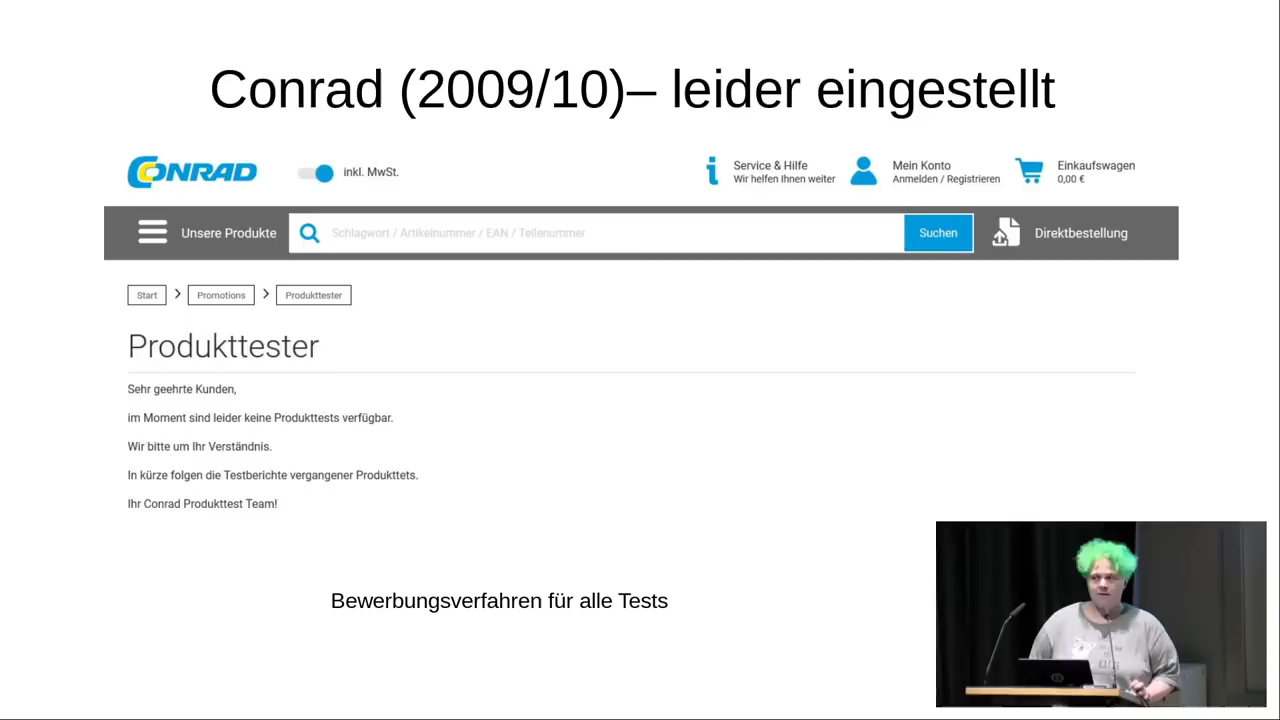 Conrad (2009/10)– leider eingestellt
CONRAD
inkl. MwSt.
Service & Hilfe
Wir helfen Ihnen weiter
Mein Konto
Anmelden / Registrieren
Einkaufswagen
0,00 €
Unsere Produkte
Schlagwort / Artikelnummer / EAN / Teilenummer
Suchen
Direktbestellung
Start
Promotions
Produkttester
Produkttester
Sehr geehrte Kunden,
im Moment sind leider keine Produkttests verfügbar.
Wir bitte um Ihr Verständnis.
In kürze folgen die Testberichte vergangener Produkttets.
Ihr Conrad Produkttest Team!
Bewerbungsverfahren für alle Tests